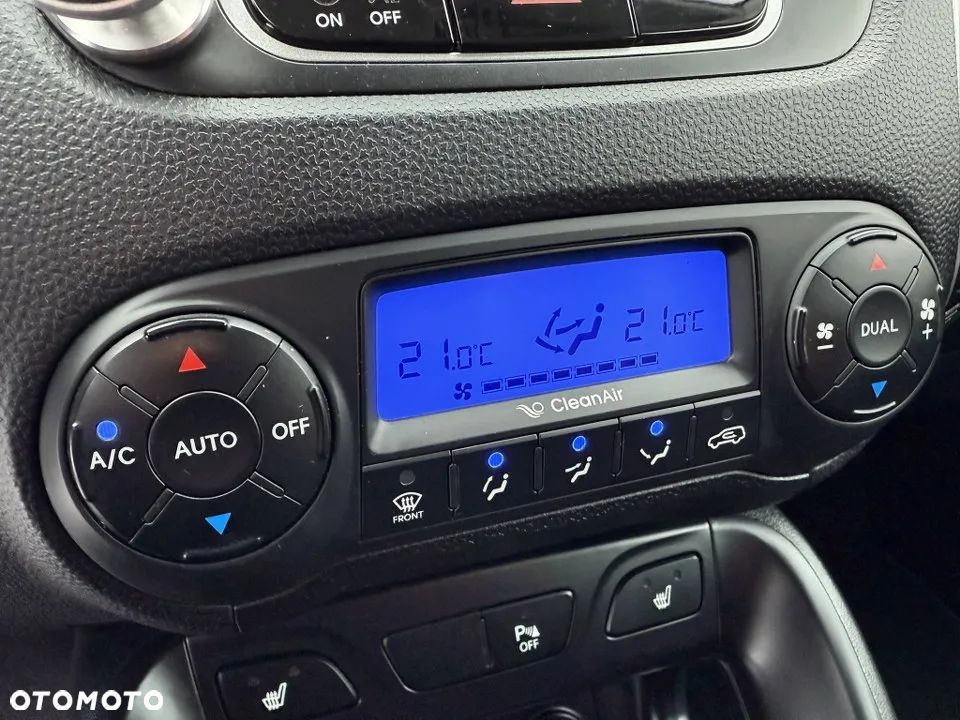 ON OFF
21.0°C 21.0°C
CleanAir
A/C AUTO OFF
DUAL
- +
FRONT
P OFF
OTOMOTO